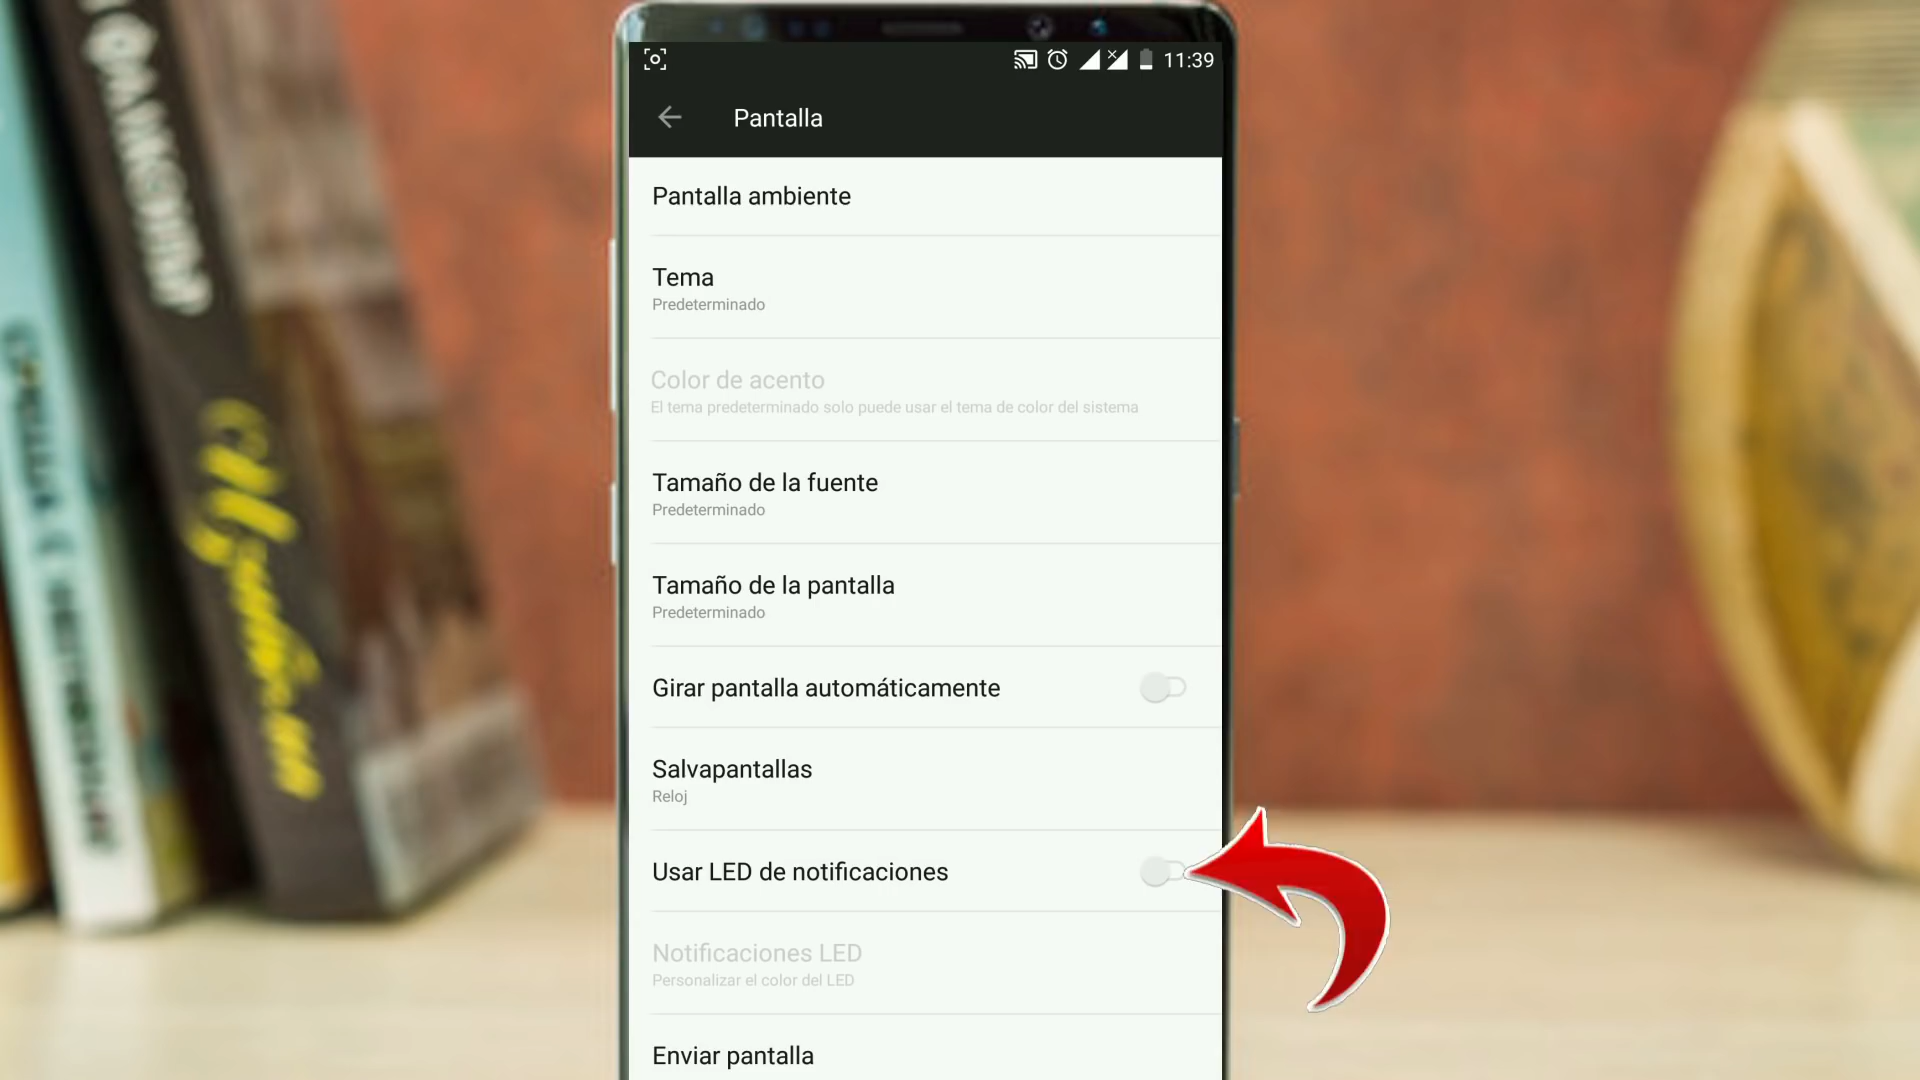 11:39
Pantalla
Pantalla ambiente
Tema
Predeterminado
Color de acento
El tema predeterminado solo puede usar el tema de color del sistema
Tamaño de la fuente
Predeterminado
Tamaño de la pantalla
Predeterminado
Girar pantalla automáticamente
Salvapantallas
Reloj
Usar LED de notificaciones
Notificaciones LED
Personalizar el color del LED
Enviar pantalla